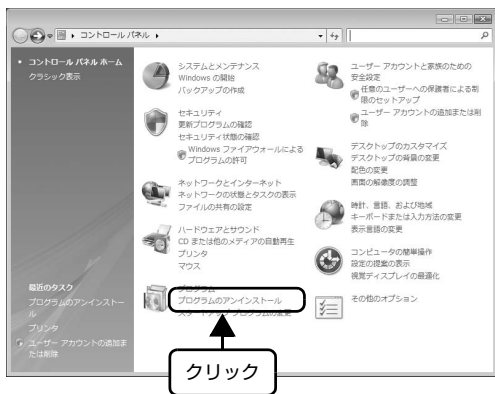 コントロール パネル
コントロール パネル ホーム
クラシック表示
システムとメンテナンス
Windows の開始
バックアップの作成
セキュリティ
更新プログラムの確認
セキュリティ状態の確認
Windows ファイアウォールによる
プログラムの許可
ネットワークとインターネット
ネットワークの状態とタスクの表示
ファイルの共有の設定
ハードウェアとサウンド
CD または他のメディアの自動再生
プリンタ
マウス
プログラム
プログラムのアンインストール
スタートアップ プログラムの変更
ユーザー アカウントと家族のための
安全設定
任意のユーザーへの保護者による制
限のセットアップ
ユーザー アカウントの追加または削
除
デスクトップのカスタマイズ
デスクトップの背景の変更
配色の変更
画面の解像度の調整
時計、言語、および地域
キーボードまたは入力方法の変更
表示言語の変更
コンピュータの簡単操作
設定の提案の表示
視覚ディスプレイの最適化
その他のオプション
最近のタスク
プログラムのアンインストー
ル
プリンタ
ユーザー アカウントの追加ま
たは削除
クリック